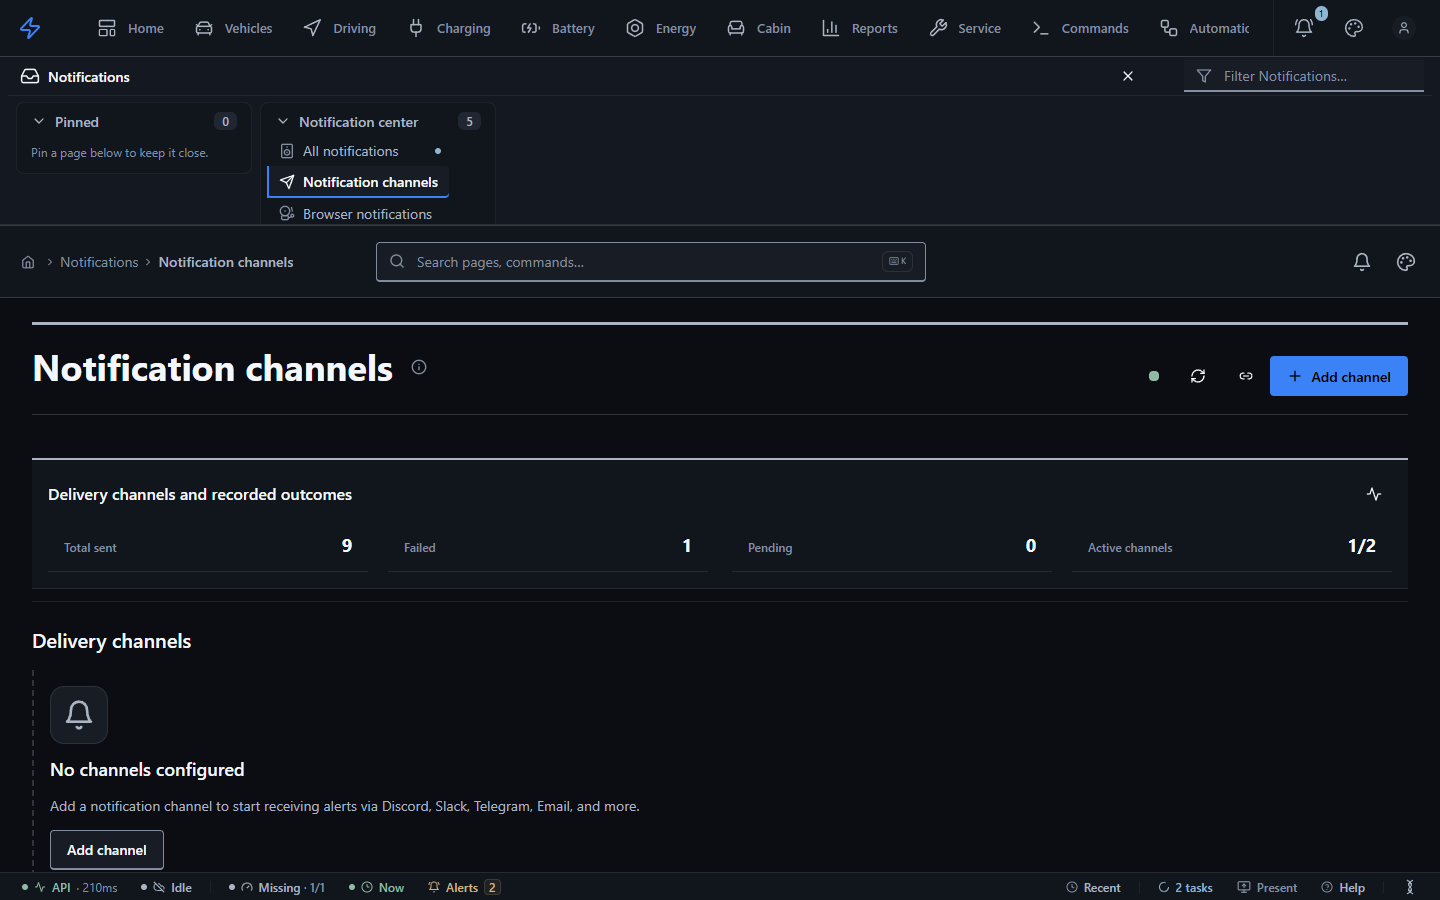 Home
Vehicles
Driving
Charging
Battery
Energy
Cabin
Reports
Service
Commands
Automatic
1
Notifications
Filter Notifications...
Pinned
0
Pin a page below to keep it close.
Notification center
5
All notifications
Notification channels
Browser notifications
Notifications
Notification channels
Search pages, commands...
K
Notification channels
Add channel
Delivery channels and recorded outcomes
Total sent
9
Failed
1
Pending
0
Active channels
1/2
Delivery channels
No channels configured
Add a notification channel to start receiving alerts via Discord, Slack, Telegram, Email, and more.
Add channel
API · 210ms
Idle
Missing · 1/1
Now
Alerts 2
Recent
2 tasks
Present
Help